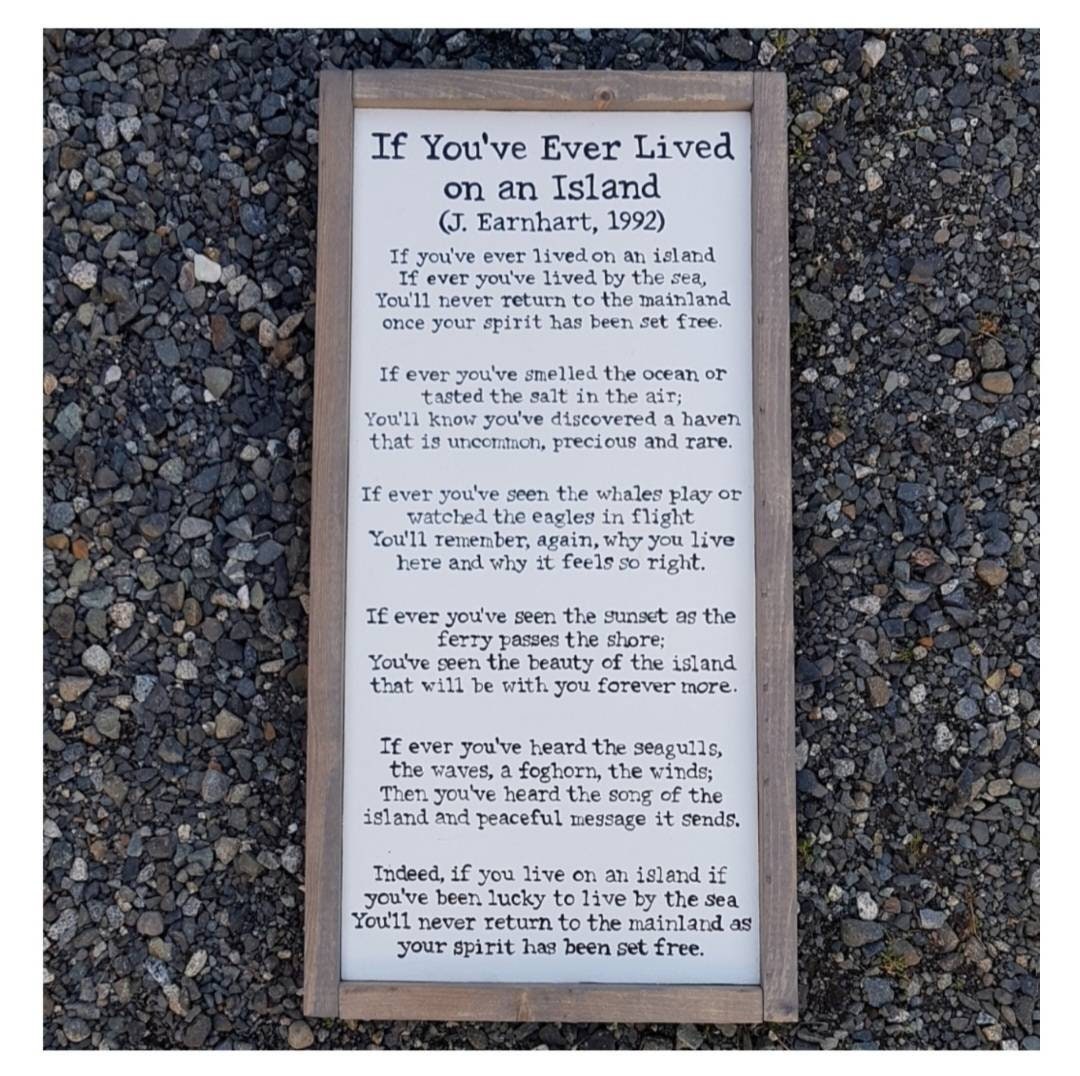 If You've Ever Lived
on an Island
(J. Earnhart, 1992)
If you've ever lived on an island
If ever you've lived by the sea,
You'll never return to the mainland
once your spirit has been set free.
If ever you've smelled the ocean or
tasted the salt in the air;
You'll know you've discovered a haven
that is uncommon, precious and rare.
If ever you've seen the whales play or
watched the eagles in flight
You'll remember, again, why you live
here and why it feels so right.
If ever you've seen the sunset as the
ferry passes the shore;
You've seen the beauty of the island
that will be with you forever more.
If ever you've heard the seagulls,
the waves, a foghorn, the winds;
Then you've heard the song of the
island and peaceful message it sends.
Indeed, if you live on an island if
you've been lucky to live by the sea
You'll never return to the mainland as
your spirit has been set free.